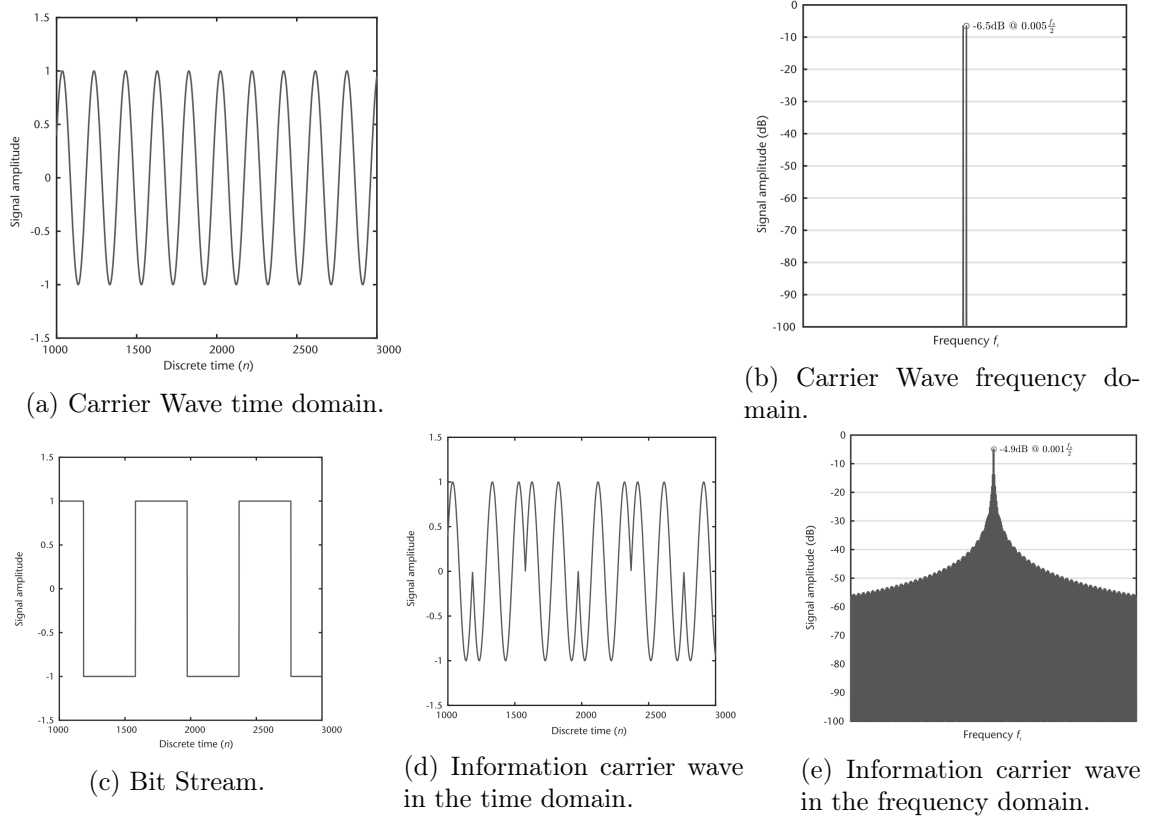 1.5
1
0.5
0
-0.5
-1
-1.5
Signal amplitude
1000 1500 2000 2500 3000
Discrete time (n)
(a) Carrier Wave time domain.
0
-10
-20
-30
-40
-50
-60
-70
-80
-90
-100
Signal amplitude (dB)
-6.5dB @ 0.005 fs/2
Frequency fs
(b) Carrier Wave frequency do-
main.
1.5
1
0.5
0
-0.5
-1
-1.5
Signal amplitude
1000 1500 2000 2500 3000
Discrete time (n)
(c) Bit Stream.
1.5
1
0.5
0
-0.5
-1
-1.5
Signal amplitude
1000 1500 2000 2500 3000
Discrete time (n)
(d) Information carrier wave
in the time domain.
0
-10
-20
-30
-40
-50
-60
-70
-80
-90
-100
Signal amplitude (dB)
-4.9dB @ 0.001 fs/2
Frequency fs
(e) Information carrier wave
in the frequency domain.